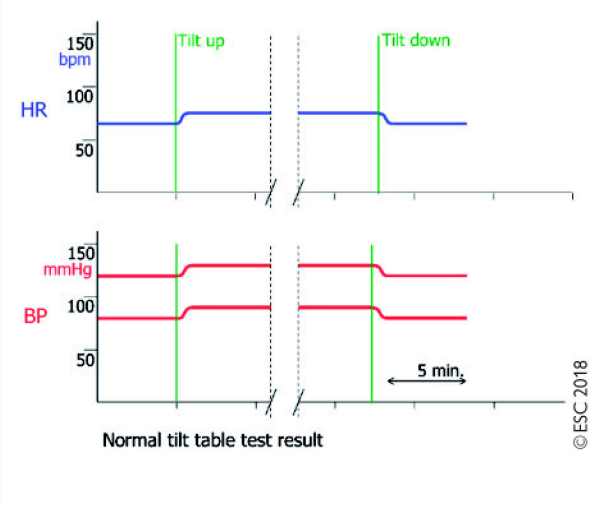 150
bpm
Tilt up
Tilt down
100
HR
50
150
mmHg
100
BP
50
5 min.
Normal tilt table test result
© ESC 2018